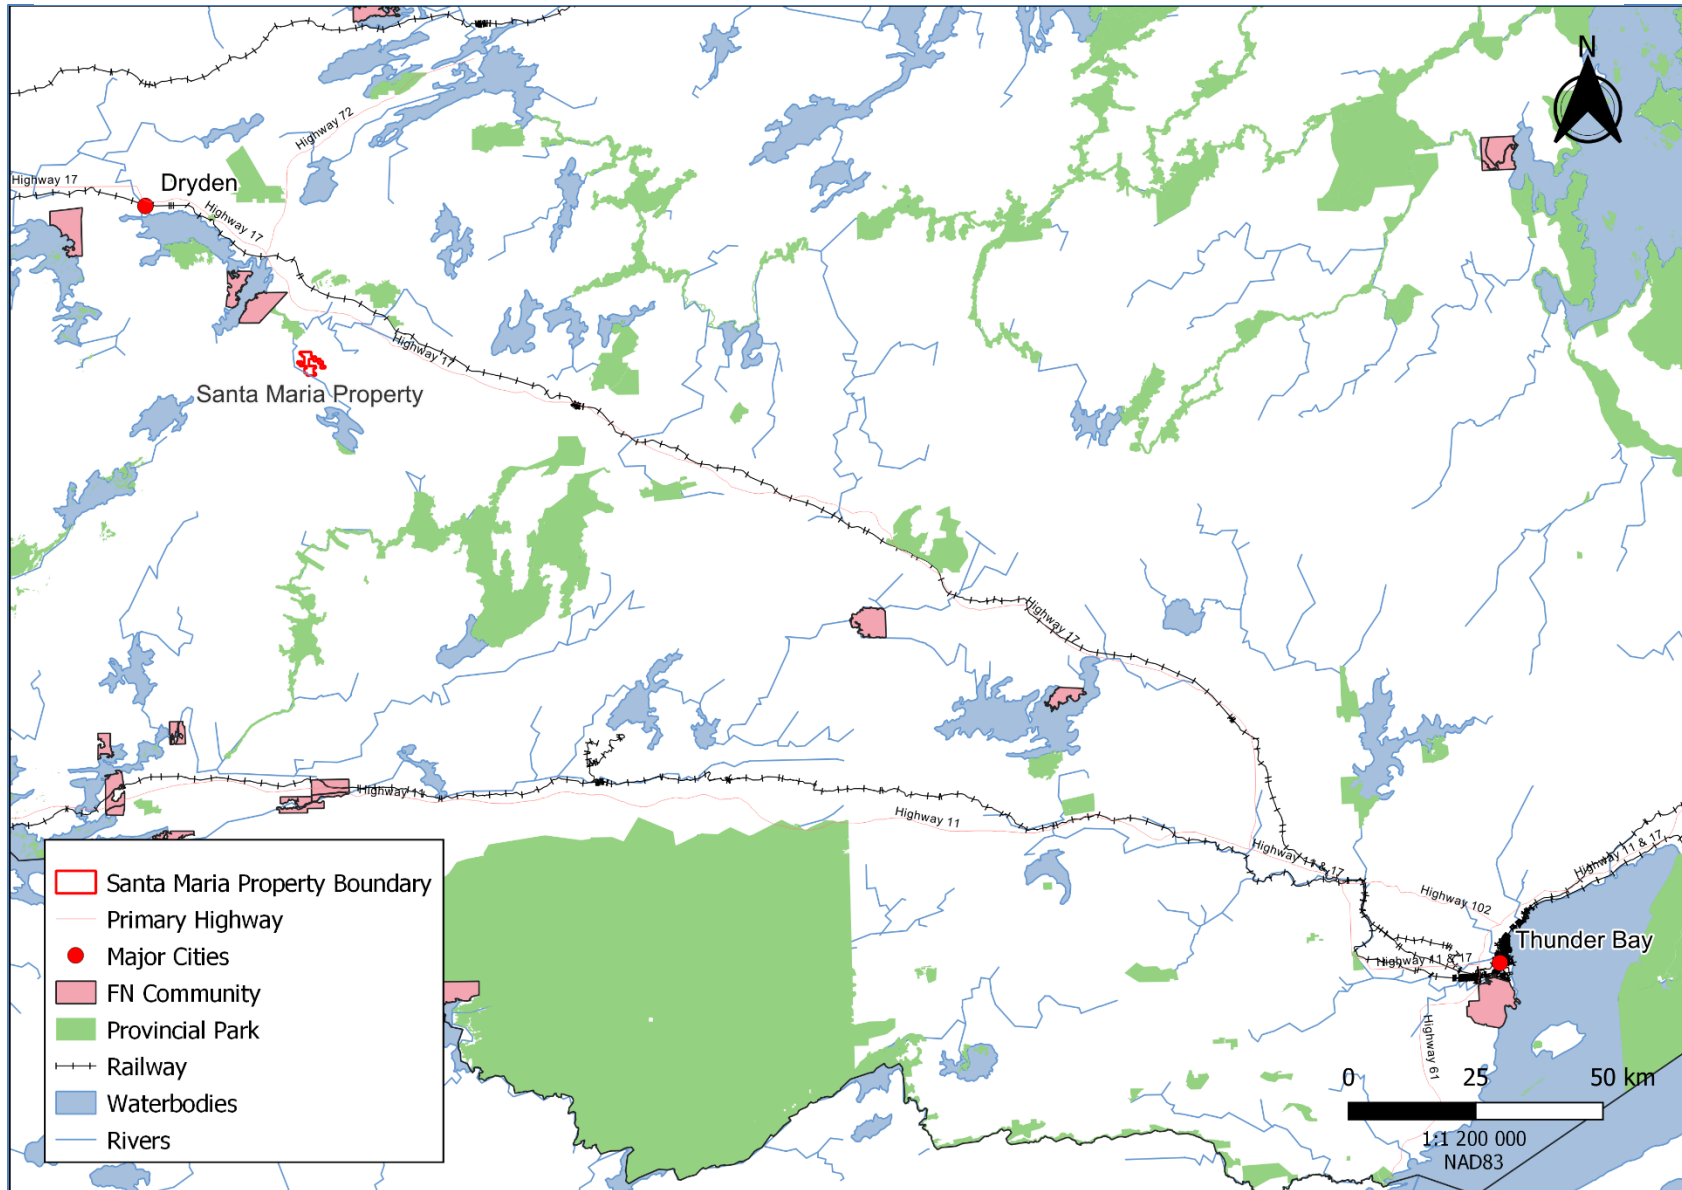 N
Highway 72
Highway 17
Dryden
Highway 17
Highway 17
Santa Maria Property
Highway 17
Highway 11
Highway 11
Highway 11 & 17
Highway 11 & 17
Highway 102
Thunder Bay
Highway 11 & 17
Highway 61
Santa Maria Property Boundary
Primary Highway
Major Cities
FN Community
Provincial Park
Railway
Waterbodies
Rivers
0 25 50 km
1:1 200 000
NAD83